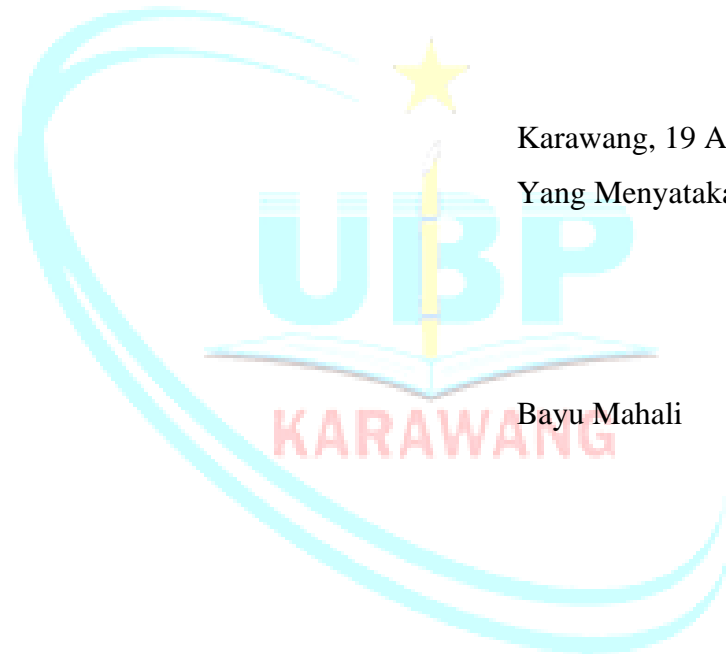 Karawang, 19 A
Yang Menyataka
UBP
Bayu Mahali
KARAWANG